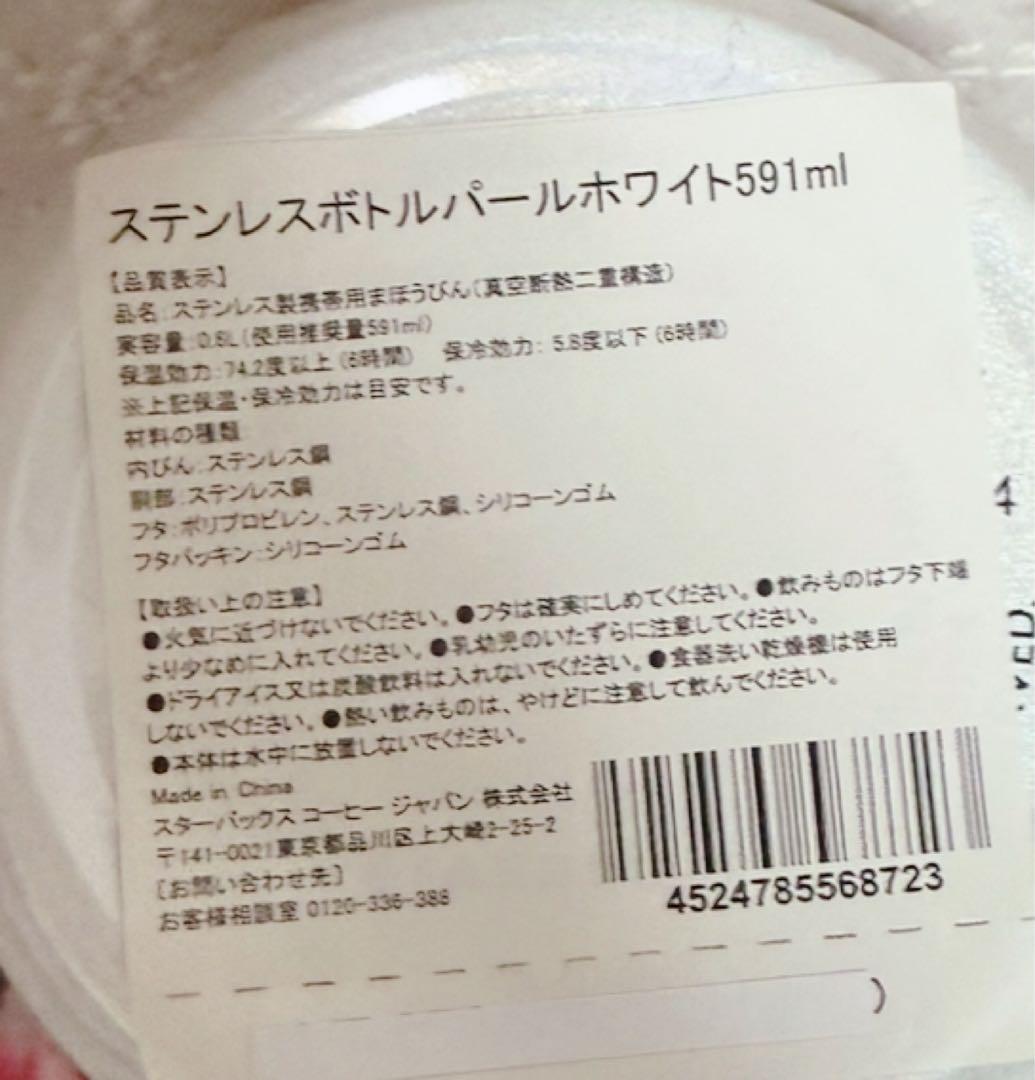 ステンレスボトルパールホワイト591ml
【品質表示】
品名:ステンレス製携帯用まほうびん(真空断熱二重構造)
実容量:0.6L(使用推奨量591ml)
保温効力:74.2度以上(6時間) 保冷効力:5.8度以下(6時間)
※上記保温・保冷効力は目安です。
材料の種類
内びん:ステンレス鋼
胴部:ステンレス鋼
フタ:ポリプロピレン、ステンレス鋼、シリコーンゴム
フタパッキン:シリコーンゴム
【取扱い上の注意】
●火気に近づけないでください。●フタは確実にしめてください。●飲みものはフタ下端
より少なめに入れてください。●乳幼児のいたずらに注意してください。
●ドライアイス又は炭酸飲料は入れないでください。●食器洗い乾燥機は使用
しないでください。●熱い飲みものは、やけどに注意して飲んでください。
●本体は水中に放置しないでください。
Made in China
スターバックス コーヒー ジャパン 株式会社
〒141-0021東京都品川区上大崎2-25-2
[お問い合わせ先]
お客様相談室 0120-336-388
4524785568723
4
)